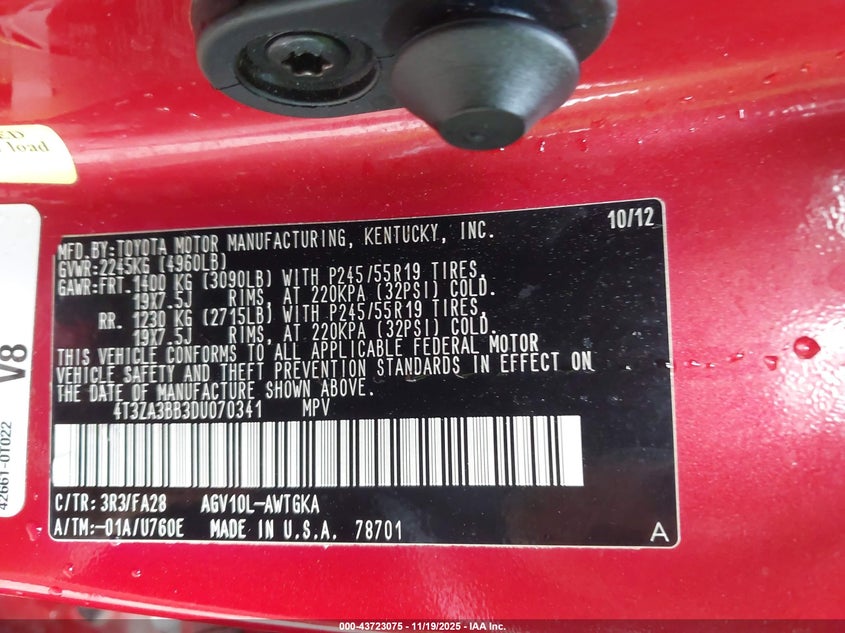 ED
load
V8
42661-0T022
10/12
MFD.BY:TOYOTA MOTOR MANUFACTURING, KENTUCKY, INC.
GVWR:2245KG (4960LB)
GAWR:FRT. 1400 KG (3090LB) WITH P245/55R19 TIRES,
19X7.5J RIMS, AT 220KPA (32PSI) COLD.
RR. 1230 KG (2715LB) WITH P245/55R19 TIRES,
19X7.5J RIMS, AT 220KPA (32PSI) COLD.
THIS VEHICLE CONFORMS TO ALL APPLICABLE FEDERAL MOTOR
VEHICLE SAFETY AND THEFT PREVENTION STANDARDS IN EFFECT ON
THE DATE OF MANUFACTURE SHOWN ABOVE.
4T3ZA3BB3DU070341 MPV
C/TR: 3R3/FA28 AGV10L-AWTGKA
A/TM:-01A/U760E MADE IN U.S.A. 78701
A
000-43723075 - 11/19/2025 - IAA Inc.